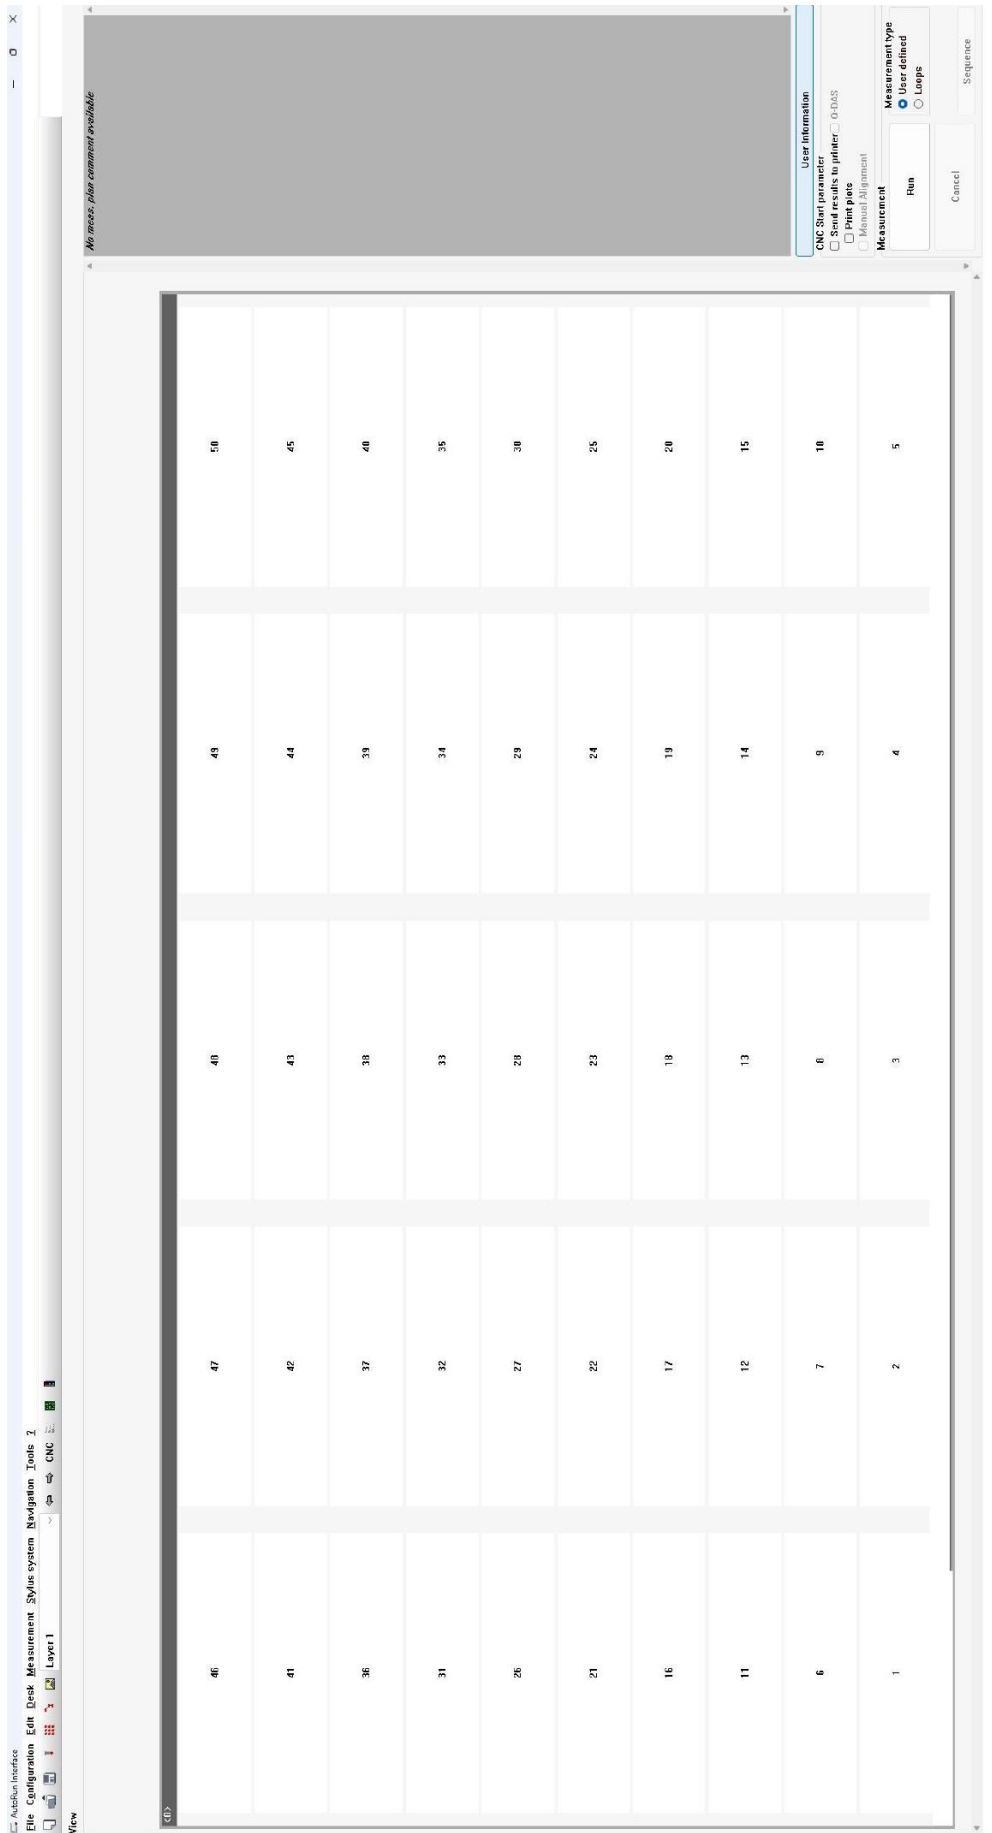 AutoRun Interface
File Configuration Edit Desk Measurement Stylus system Navigation Tools ?
Layer 1 CNC
View
<0>
46 47 48 49 50
41 42 43 44 45
36 37 38 39 40
31 32 33 34 35
26 27 28 29 30
21 22 23 24 25
16 17 18 19 20
11 12 13 14 15
6 7 8 9 10
1 2 3 4 5
No meas. plan comment available
User Information
CNC Start parameter
Send results to printer Q-DAS
Print plots
Manual Alignment
Measurement
Run
Cancel
Measurement type
User defined
Loops
Sequence